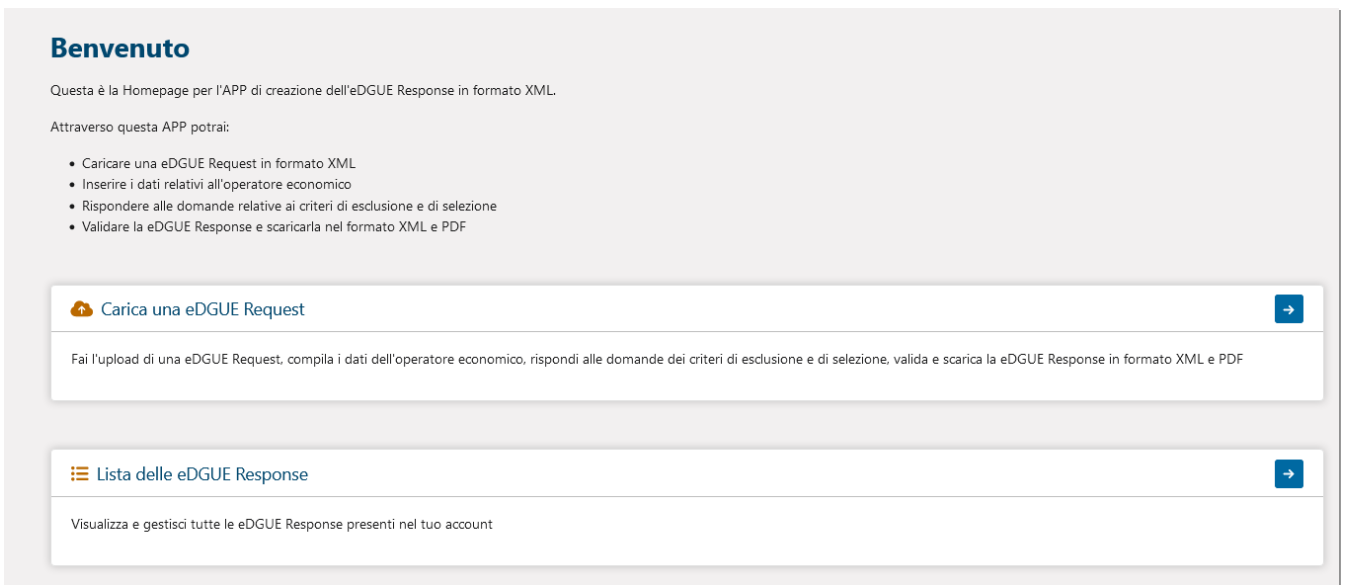 Benvenuto
Questa è la Homepage per l'APP di creazione dell'eDGUE Response in formato XML.
Attraverso questa APP potrai:
• Caricare una eDGUE Request in formato XML
• Inserire i dati relativi all'operatore economico
• Rispondere alle domande relative ai criteri di esclusione e di selezione
• Validare la eDGUE Response e scaricarla nel formato XML e PDF
Carica una eDGUE Request
Fai l'upload di una eDGUE Request, compila i dati dell'operatore economico, rispondi alle domande dei criteri di esclusione e di selezione, valida e scarica la eDGUE Response in formato XML e PDF
Lista delle eDGUE Response
Visualizza e gestisci tutte le eDGUE Response presenti nel tuo account